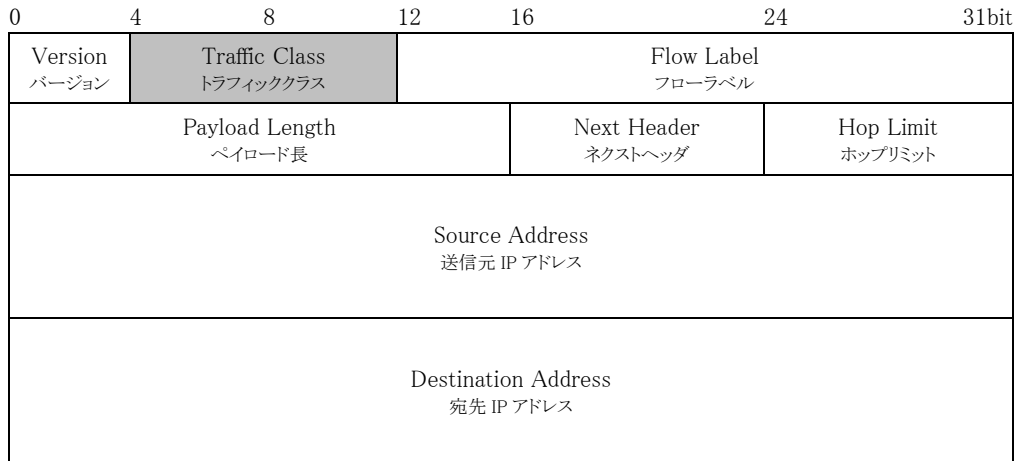 0 4 8 12 16 24 31bit
Version Traffic Class Flow Label
バージョン トラフィッククラス フローラベル
Payload Length Next Header Hop Limit
ペイロード長 ネクストヘッダ ホップリミット
Source Address
送信元 IP アドレス
Destination Address
宛先 IP アドレス